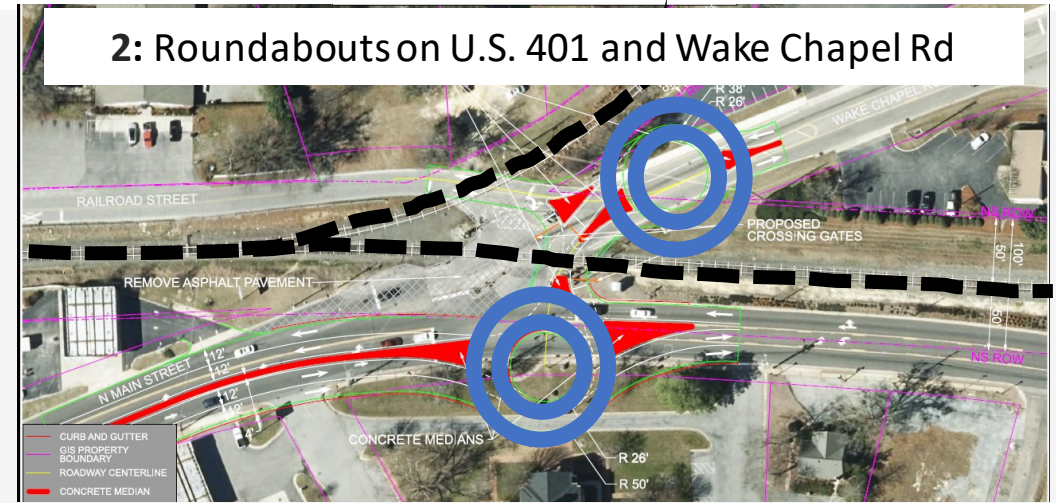 2: Roundabouts on U.S. 401 and Wake Chapel Rd
R 38'
R 26'
WAKE CHAPEL
RAILROAD STREET
NS ROW
PROPOSED
CROSSING GATES
100'
50'
REMOVE ASPHALT PAVEMENT
50'
NS ROW
N MAIN STREET
12'
12'
12'
12'
4'
CONCRETE MEDIANS
R 26'
R 50'
CURB AND GUTTER
GIS PROPERTY
BOUNDARY
ROADWAY CENTERLINE
CONCRETE MEDIAN